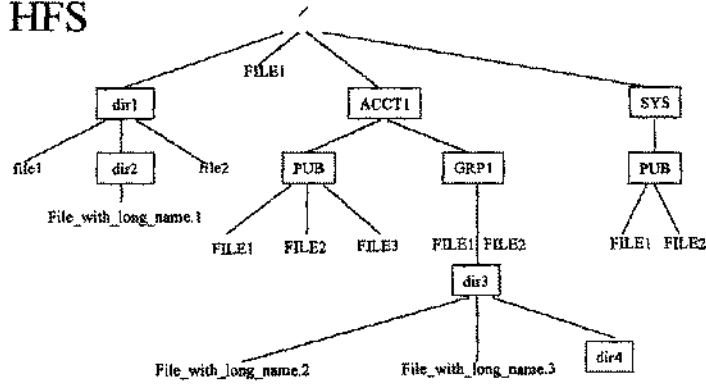 HFS
/
FILE1
dir1 ACCT1 SYS
file1 dir2 file2 PUB GRP1 PUB
File_with_long_name.1
FILE1 FILE2 FILE3 FILE1 FILE2 FILE1 FILE2
dir3
File_with_long_name.2 File_with_long_name.3 dir4